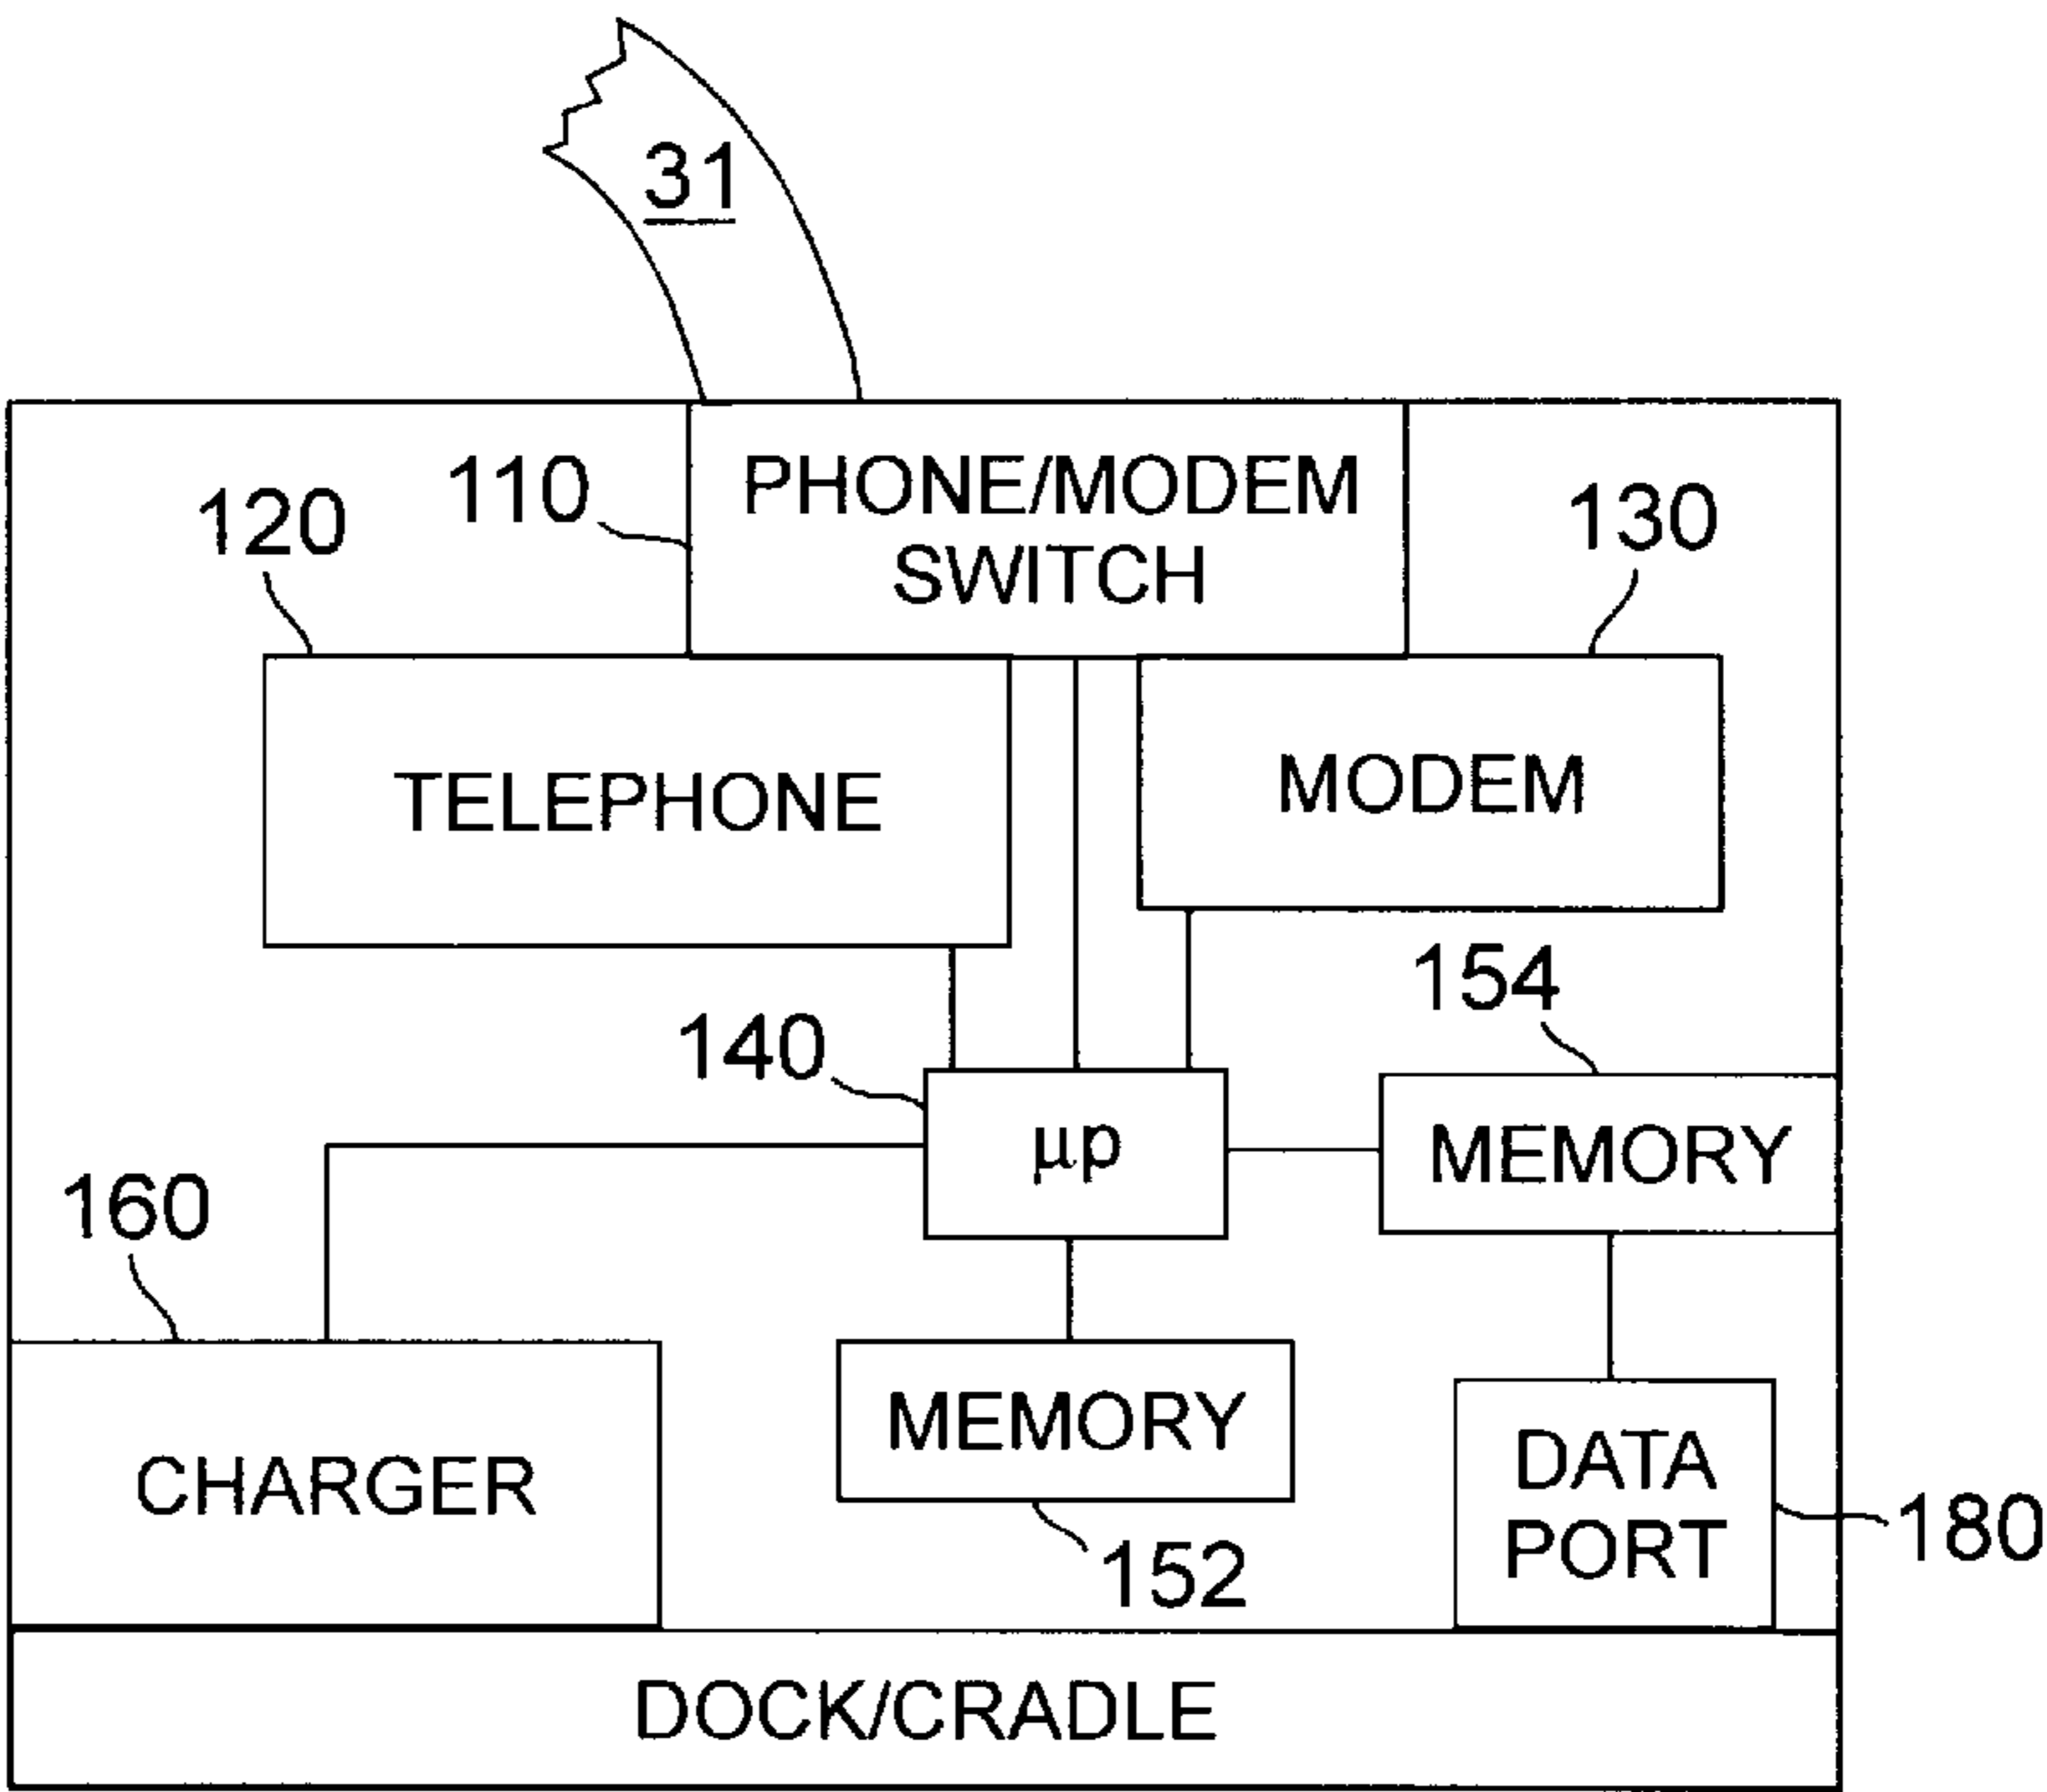 31
110
PHONE/MODEM
SWITCH
120
130
TELEPHONE
MODEM
154
140
µp
MEMORY
160
CHARGER
MEMORY
DATA
PORT
180
152
DOCK/CRADLE